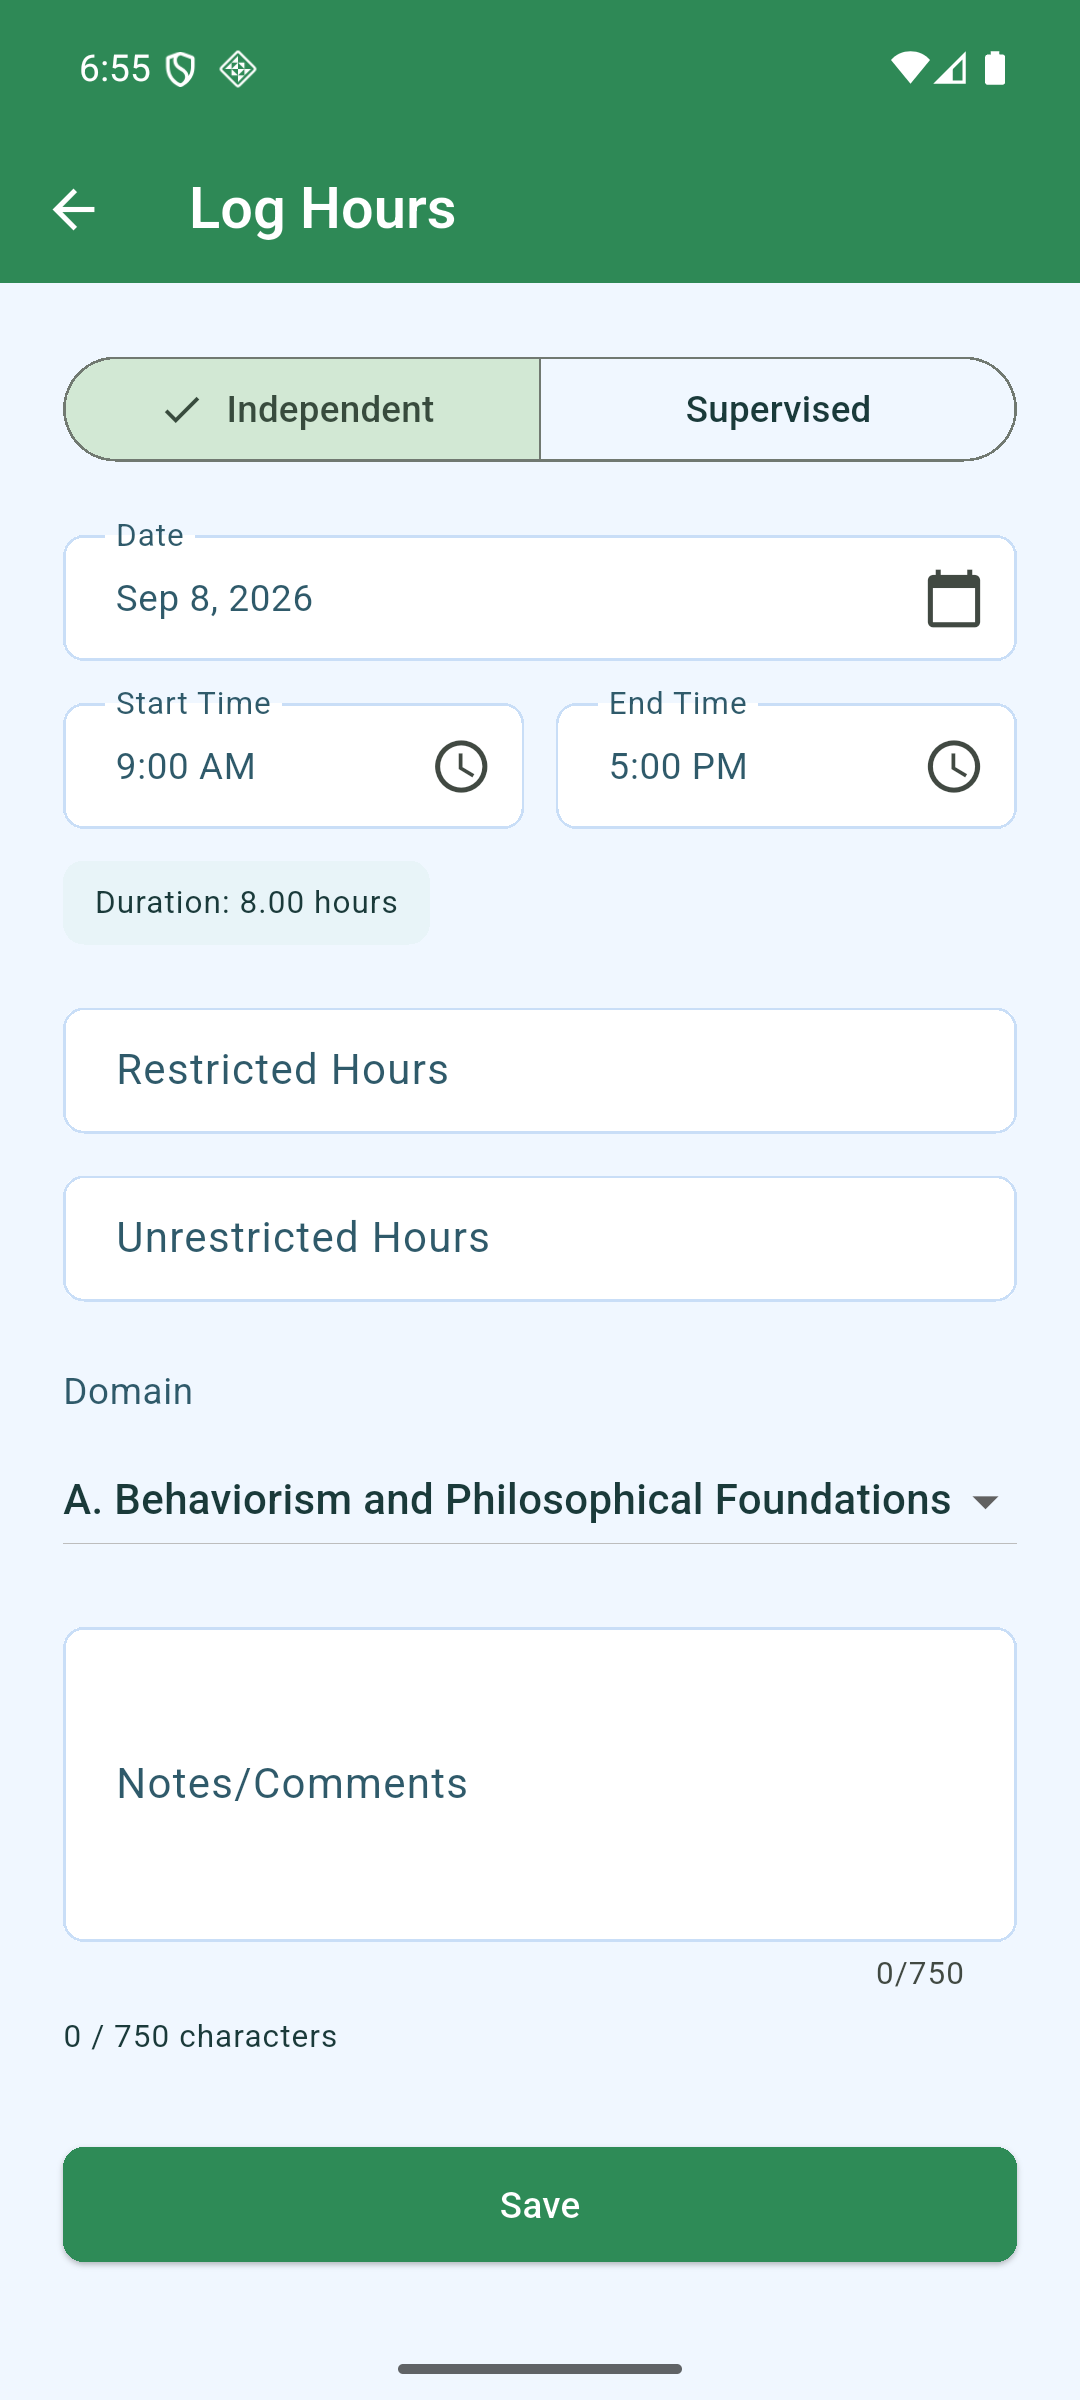 6:55
Log Hours
Independent
Supervised
Date
Sep 8, 2026
Start Time
End Time
9:00 AM
5:00 PM
Duration: 8.00 hours
Restricted Hours
Unrestricted Hours
Domain
A. Behaviorism and Philosophical Foundations
Notes/Comments
0/750
0 / 750 characters
Save